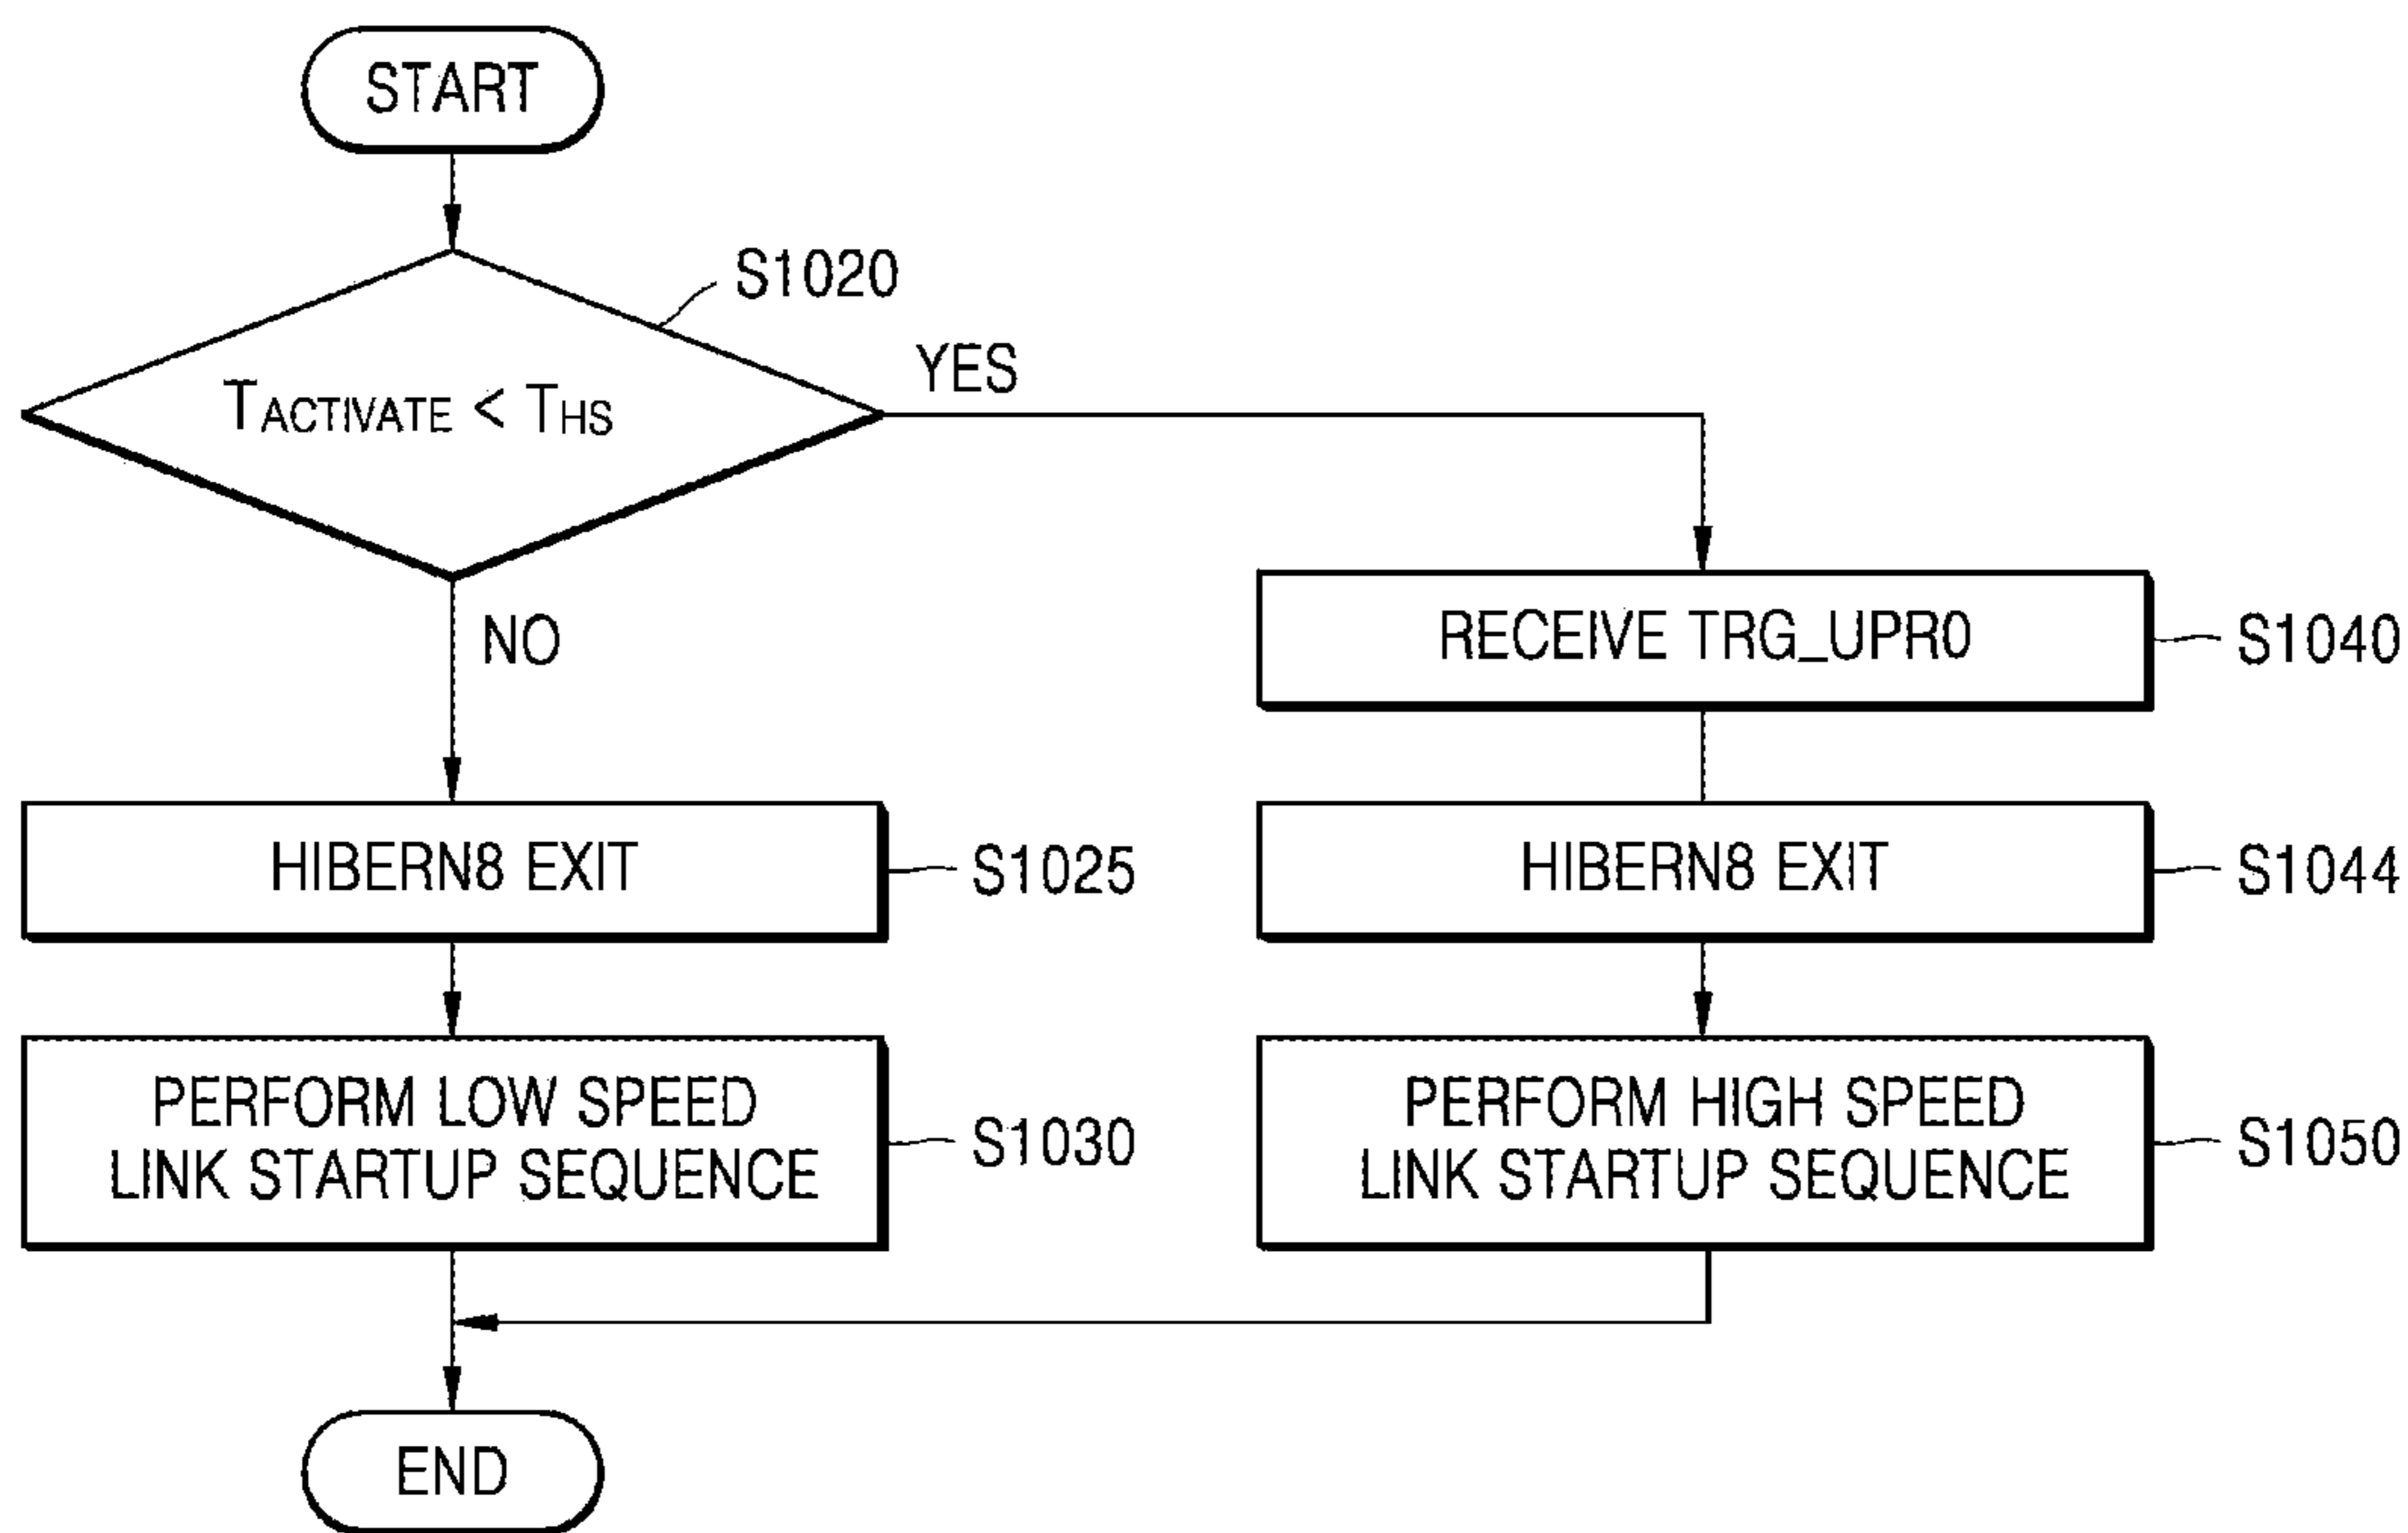 START
S1020
TACTIVATE < THS
YES
NO
RECEIVE TRG_UPR0
S1040
HIBERN8 EXIT
S1025
HIBERN8 EXIT
S1044
PERFORM LOW SPEED
LINK STARTUP SEQUENCE
S1030
PERFORM HIGH SPEED
LINK STARTUP SEQUENCE
S1050
END